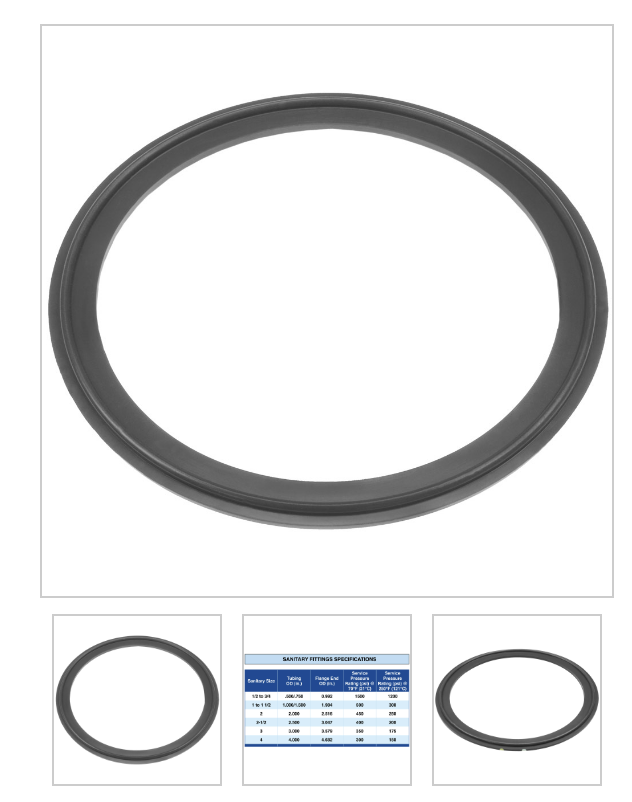 SANITARY FITTINGS SPECIFICATIONS
Sanitary Size
Tubing
OD (in.)
Flange End
OD (in.)
Service
Pressure
Rating (psi) @
70°F (21°C)
Service
Pressure
Rating (psi) @
250°F (121°C)
1/2 to 3/4 .500/.750 0.992 1500 1200
1 to 1 1/2 1.000/1.500 1.984 500 300
2 2.000 2.516 450 250
2-1/2 2.500 3.047 400 200
3 3.000 3.579 350 175
4 4.000 4.682 300 150